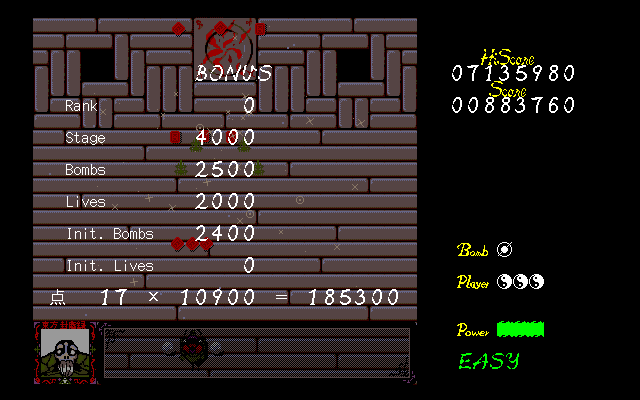 BONUS
Rank 0
Stage 4000
Bombs 2500
Lives 2000
Init. Bombs 2400
Init. Lives 0
点 17 × 10900 = 185300
HiScore
07135980
Score
00883760
Bomb
Player
Power
EASY